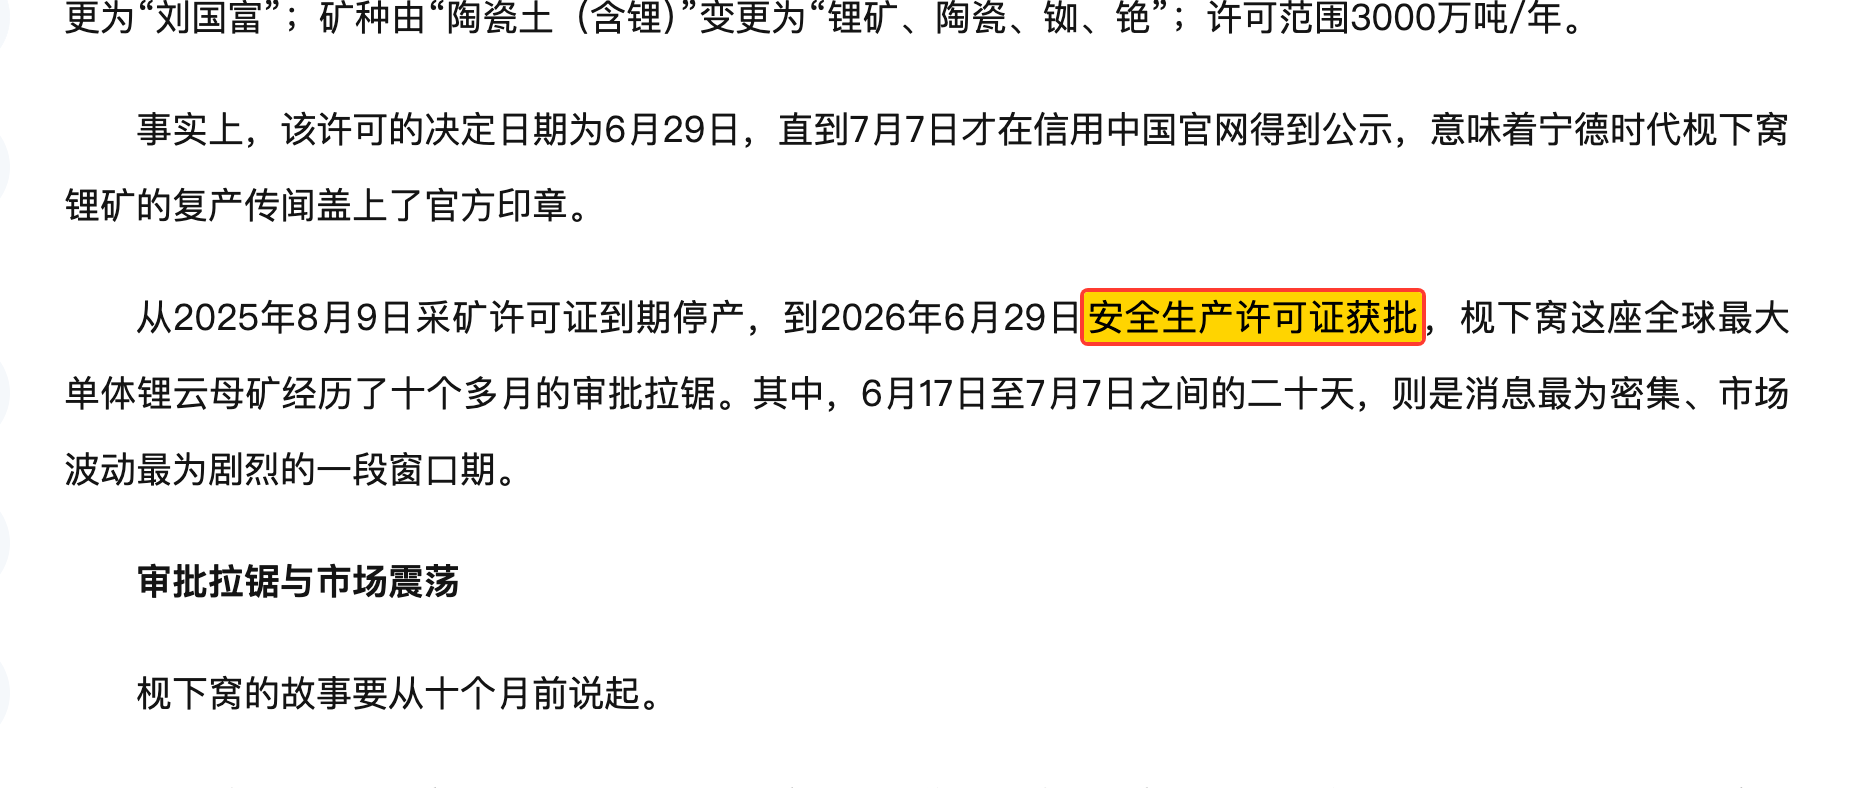 更为“刘国富”；矿种由“陶瓷土（含锂）”变更为“锂矿、陶瓷、铷、铯”；许可范围3000万吨/年。
事实上，该许可的决定日期为6月29日，直到7月7日才在信用中国官网得到公示，意味着宁德时代枧下窝
锂矿的复产传闻盖上了官方印章。
从2025年8月9日采矿许可证到期停产，到2026年6月29日安全生产许可证获批，枧下窝这座全球最大
单体锂云母矿经历了十个多月的审批拉锯。其中，6月17日至7月7日之间的二十天，则是消息最为密集、市场
波动最为剧烈的一段窗口期。
审批拉锯与市场震荡
枧下窝的故事要从十个月前说起。